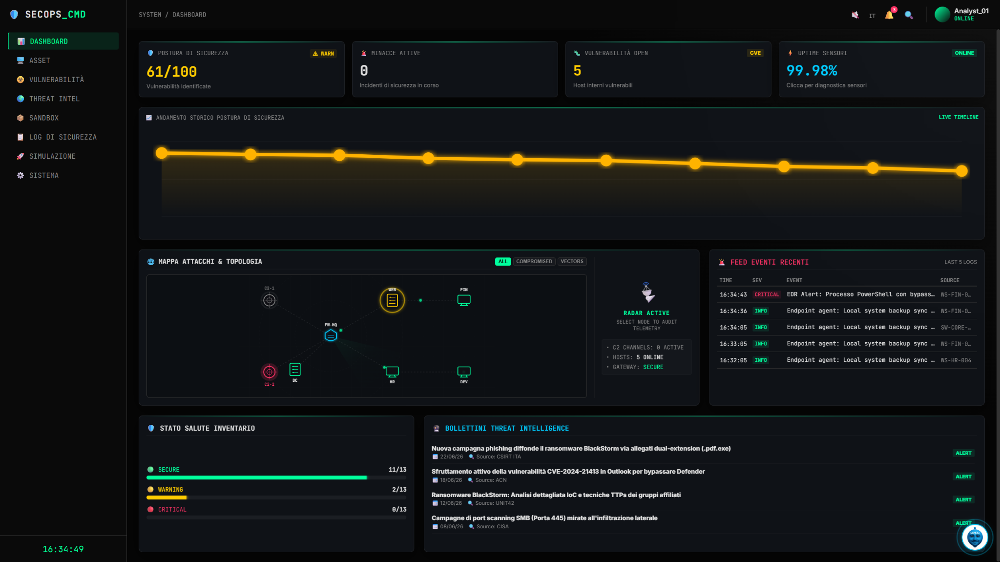 SECOPS_CMD
DASHBOARD
ASSET
VULNERABILITÀ
THREAT INTEL
SANDBOX
LOG DI SICUREZZA
SIMULAZIONE
SISTEMA
16:34:49
SYSTEM / DASHBOARD
IT
3
Analyst_01
ONLINE
POSTURA DI SICUREZZA
WARN
61/100
Vulnerabilità Identificate
MINACCE ATTIVE
0
Incidenti di sicurezza in corso
VULNERABILITÀ OPEN
CVE
5
Host interni vulnerabili
UPTIME SENSORI
ONLINE
99.98%
Clicca per diagnostica sensori
ANDAMENTO STORICO POSTURA DI SICUREZZA
LIVE TIMELINE
MAPPA ATTACCHI & TOPOLOGIA
ALL
COMPROMISED
VECTORS
C2-1
WEB
FIN
FW-HQ
C2-2
DC
HR
DEV
RADAR ACTIVE
SELECT NODE TO AUDIT
TELEMETRY
• C2 CHANNELS: 0 ACTIVE
• HOSTS: 5 ONLINE
• GATEWAY: SECURE
FEED EVENTI RECENTI
LAST 5 LOGS
TIME SEV EVENT SOURCE
16:34:43 CRITICAL EDR Alert: Processo PowerShell con bypass… WS-FIN-0…
16:34:36 INFO Endpoint agent: Local system backup sync … WS-FIN-0…
16:34:05 INFO Endpoint agent: Local system backup sync … SW-CORE-…
16:33:05 INFO Endpoint agent: Local system backup sync … WS-FIN-0…
16:32:05 INFO Endpoint agent: Local system backup sync … WS-HR-004
STATO SALUTE INVENTARIO
SECURE 11/13
WARNING 2/13
CRITICAL 0/13
BOLLETTINI THREAT INTELLIGENCE
Nuova campagna phishing diffonde il ransomware BlackStorm via allegati dual-extension (.pdf.exe)
22/06/26 Source: CSIRT ITA
ALERT
Sfruttamento attivo della vulnerabilità CVE-2024-21413 in Outlook per bypassare Defender
18/06/26 Source: ACN
ALERT
Ransomware BlackStorm: Analisi dettagliata IoC e tecniche TTPs dei gruppi affiliati
12/06/26 Source: UNIT42
ALERT
Campagne di port scanning SMB (Porta 445) mirate all'infiltrazione laterale
08/06/26 Source: CISA
ALERT